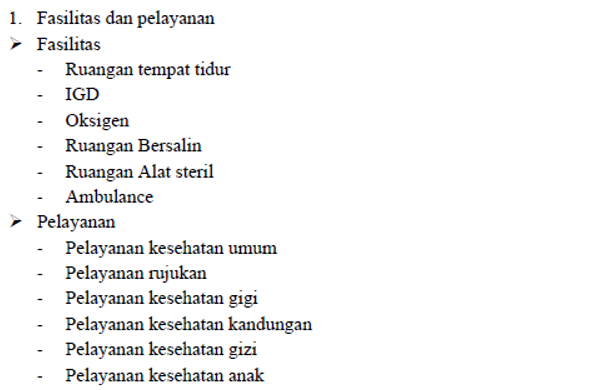 1. Fasilitas dan pelayanan
➢ Fasilitas
- Ruangan tempat tidur
- IGD
- Oksigen
- Ruangan Bersalin
- Ruangan Alat steril
- Ambulance
➢ Pelayanan
- Pelayanan kesehatan umum
- Pelayanan rujukan
- Pelayanan kesehatan gigi
- Pelayanan kesehatan kandungan
- Pelayanan kesehatan gizi
- Pelayanan kesehatan anak